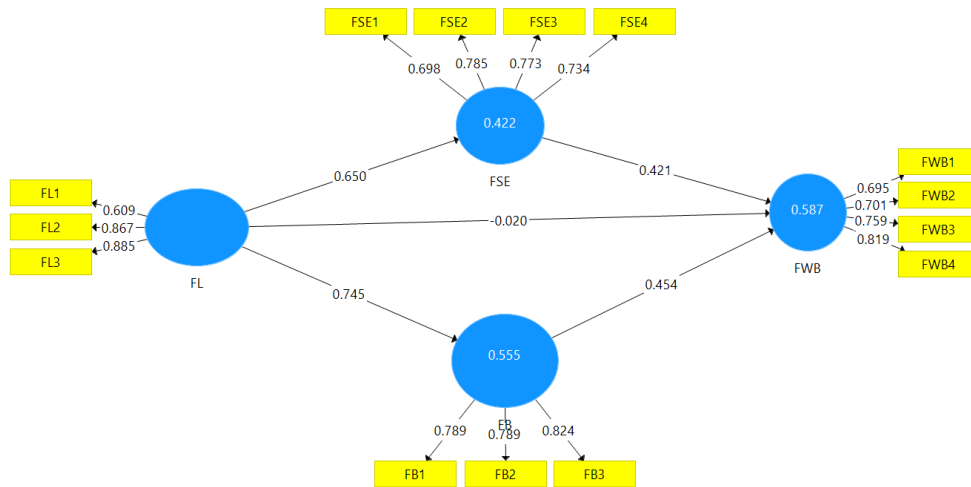 FSE1 FSE2 FSE3 FSE4
0.698 0.785 0.773 0.734
0.422
FSE
0.650
0.421
FL1
FL2
FL3
0.609
0.867
0.885
FL
-0.020
0.587
FWB
0.695
0.701
0.759
0.819
FWB1
FWB2
FWB3
FWB4
0.745
0.454
0.555
FB
0.789 0.789 0.824
FB1 FB2 FB3